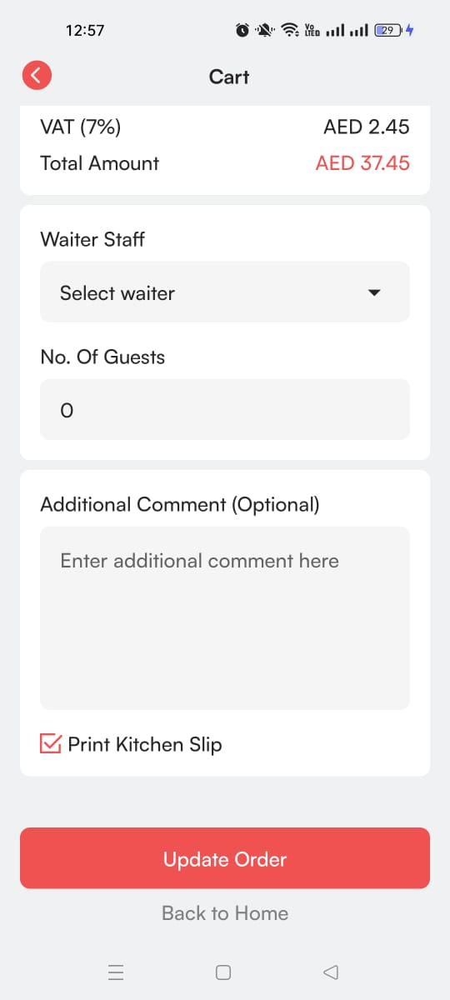 12:57
Vo LTE
29
Cart
VAT (7%) AED 2.45
Total Amount AED 37.45
Waiter Staff
Select waiter
No. Of Guests
0
Additional Comment (Optional)
Enter additional comment here
Print Kitchen Slip
Update Order
Back to Home